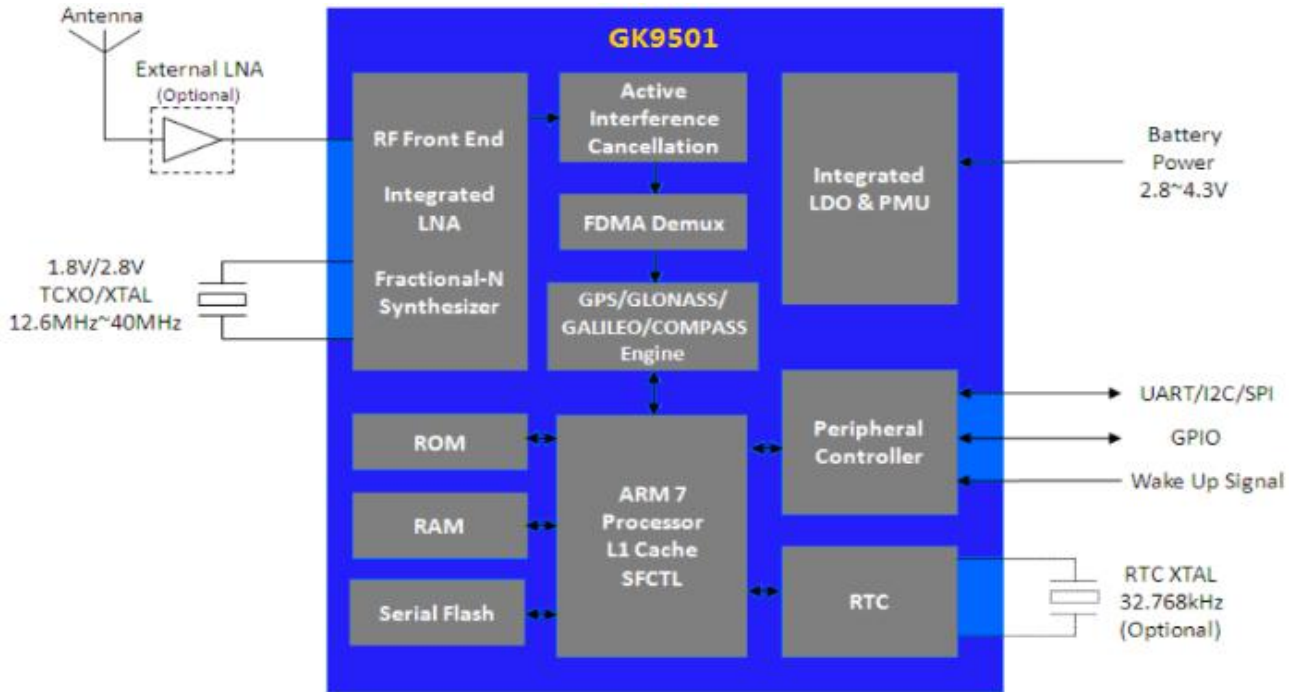 Antenna
External LNA
(Optional)
1.8V/2.8V
TCXO/XTAL
12.6MHz~40MHz
GK9501
RF Front End
Integrated
LNA
Fractional-N
Synthesizer
Active
Interference
Cancellation
FDMA Demux
GPS/GLONASS/
GALILEO/COMPASS
Engine
Integrated
LDO & PMU
Battery
Power
2.8~4.3V
ROM
RAM
Serial Flash
ARM 7
Processor
L1 Cache
SFCTL
Peripheral
Controller
UART/I2C/SPI
GPIO
Wake Up Signal
RTC
RTC XTAL
32.768kHz
(Optional)